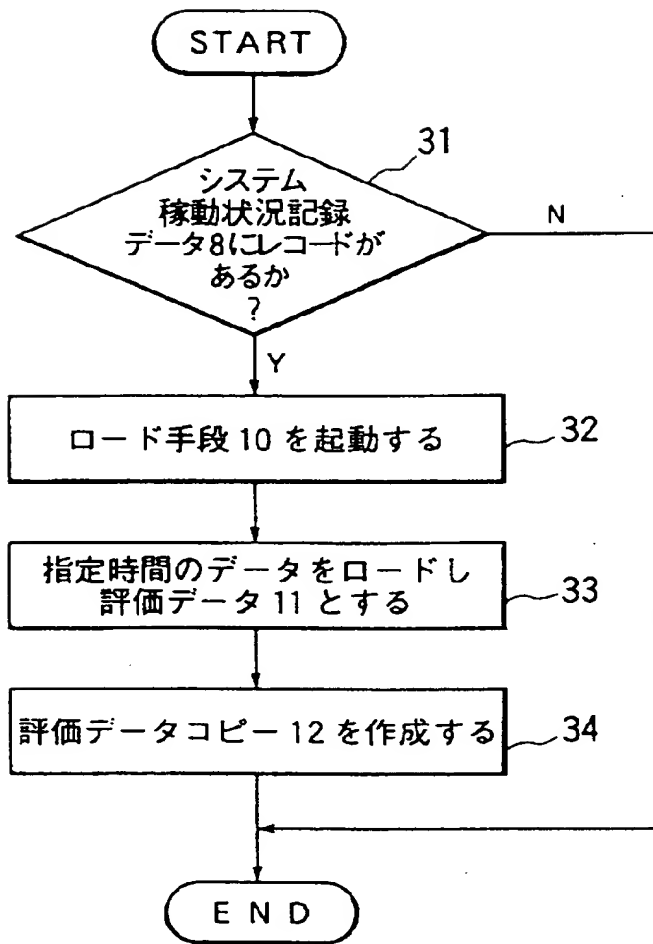 START
31
システム
稼動状況記録
データ8にレコードが
あるか
?
N
Y
ロード手段10を起動する
32
指定時間のデータをロードし
評価データ11とする
33
評価データコピー12を作成する
34
END